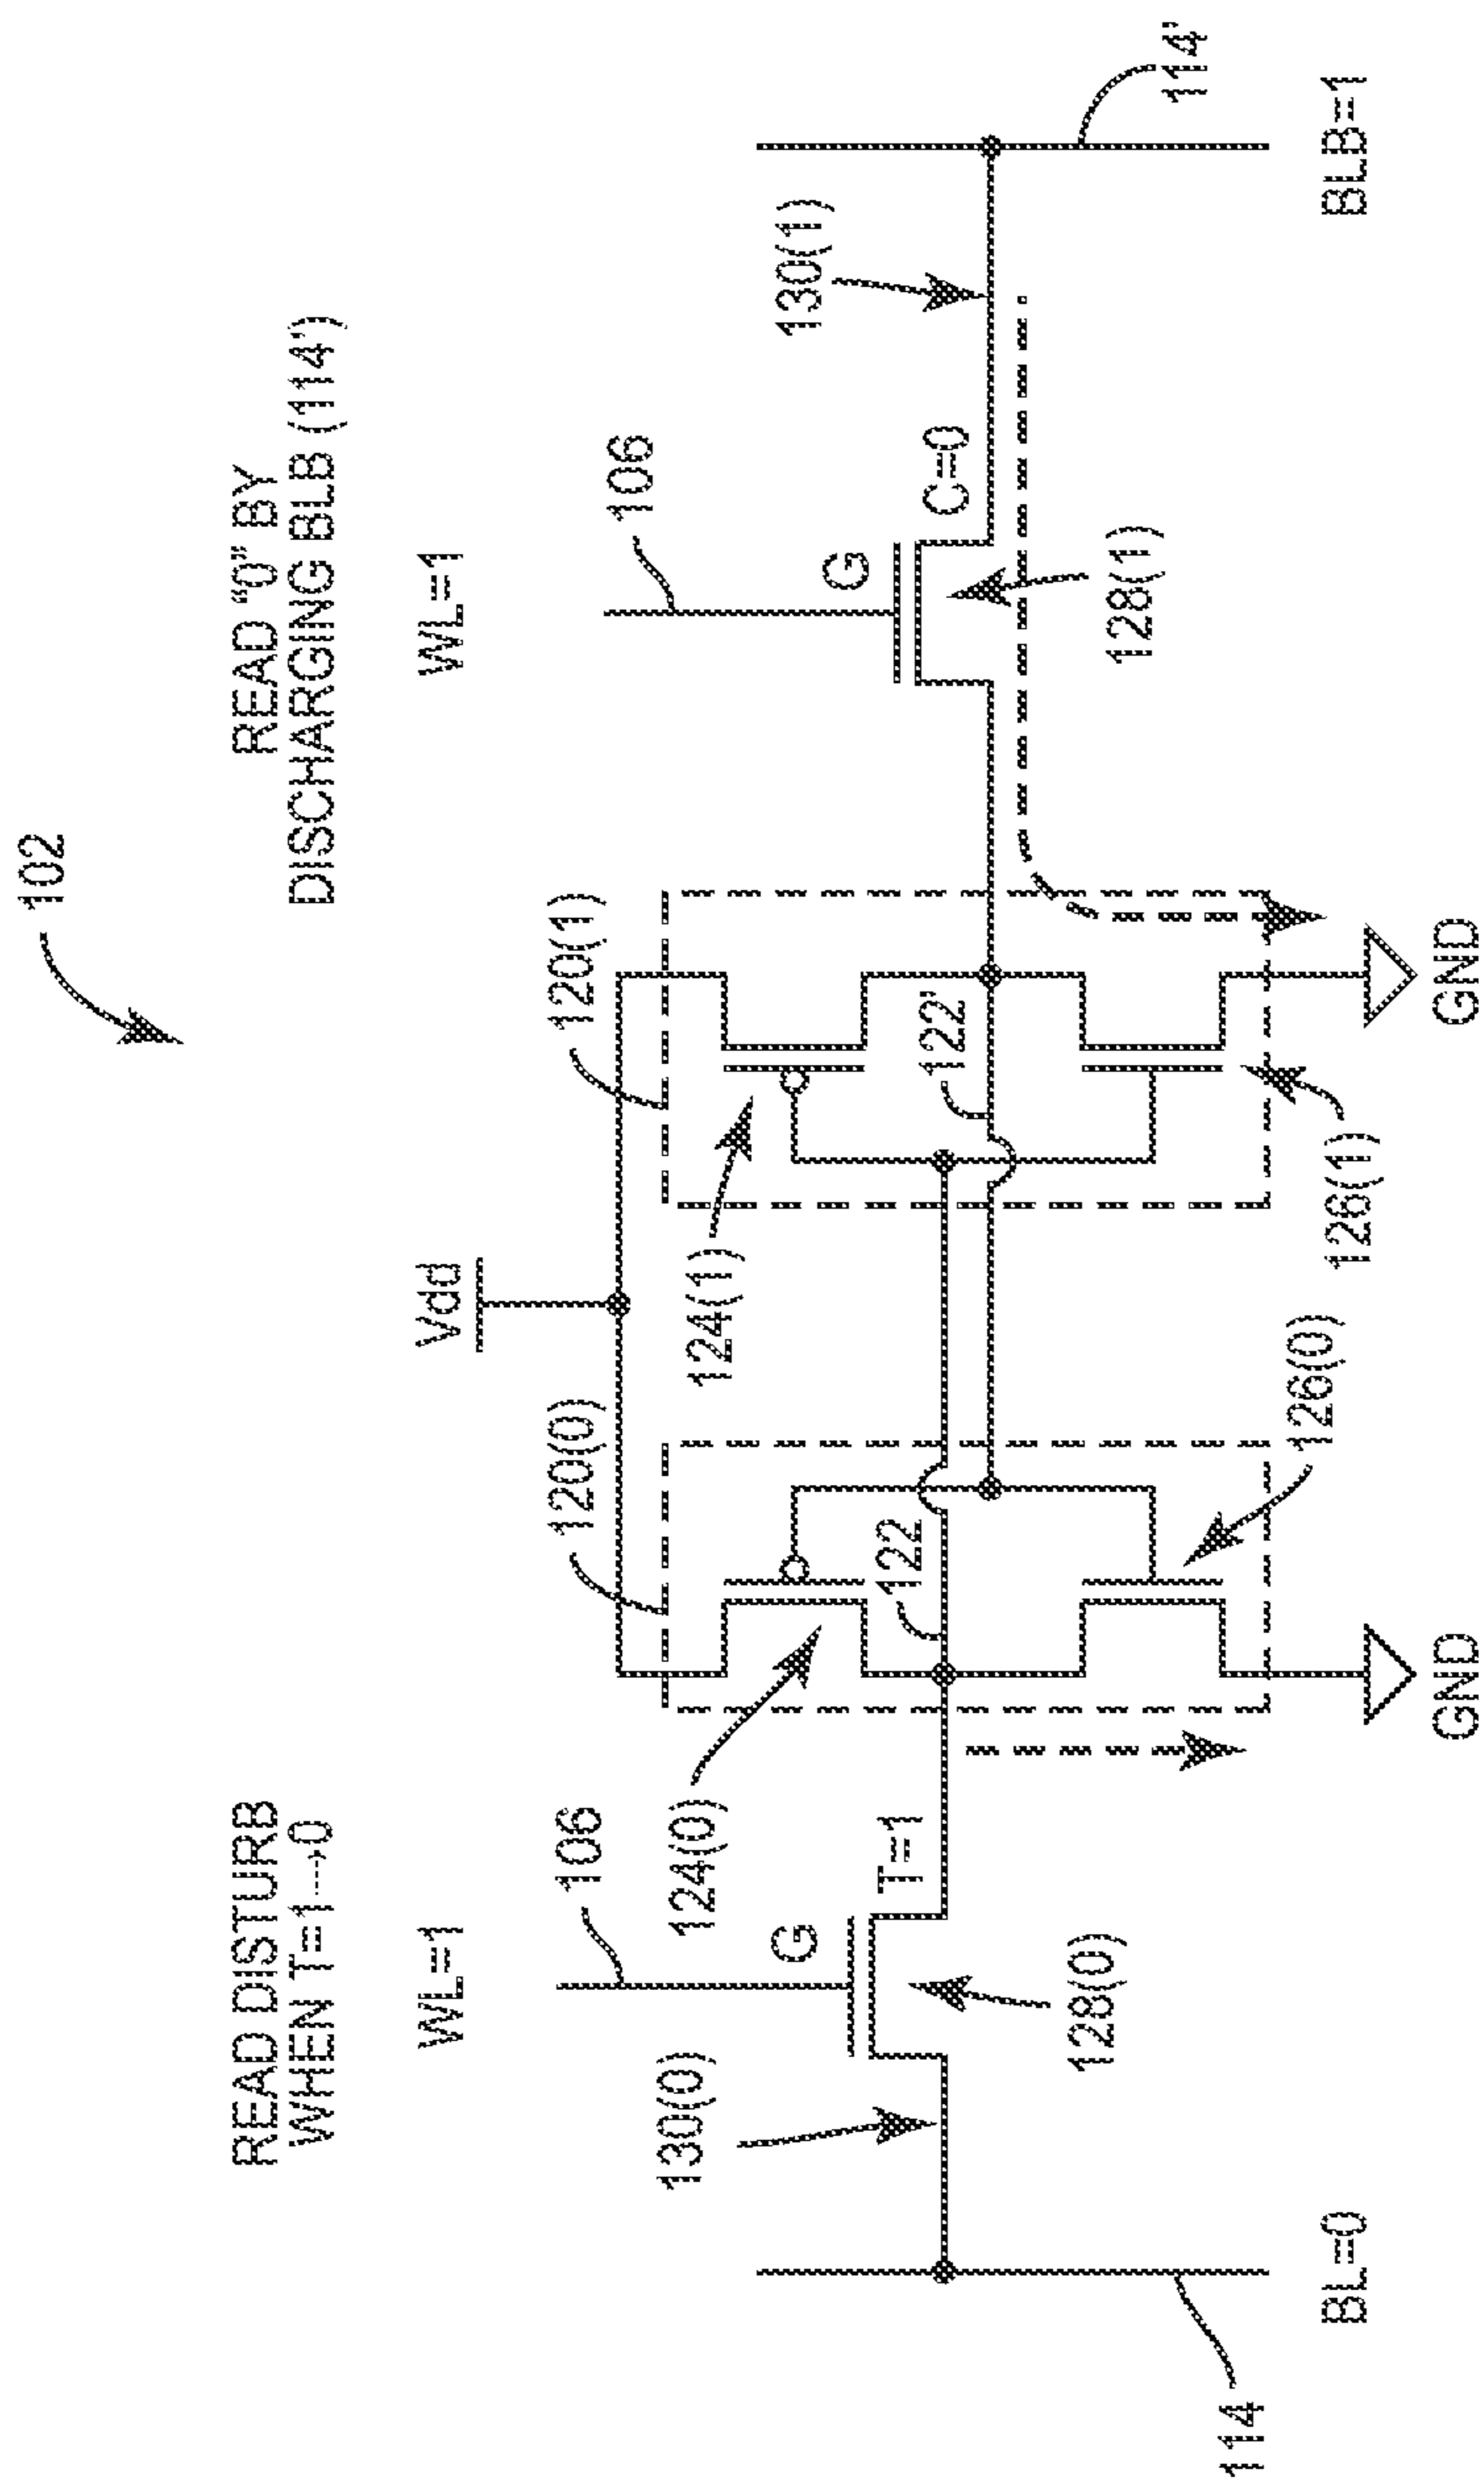 102
READ DISTURB
WHEN T=1→0
READ "0" BY
DISCHARGING BLB (114')
WL=1
Vdd
WL=1
106
120(0)
120(1)
106
130(0)
G
124(0)
124(1)
G
130(1)
T=1
122
122'
C=0
128(0)
128(1)
114
BL=0
126(0)
126(1)
BLB=1
114'
GND
GND